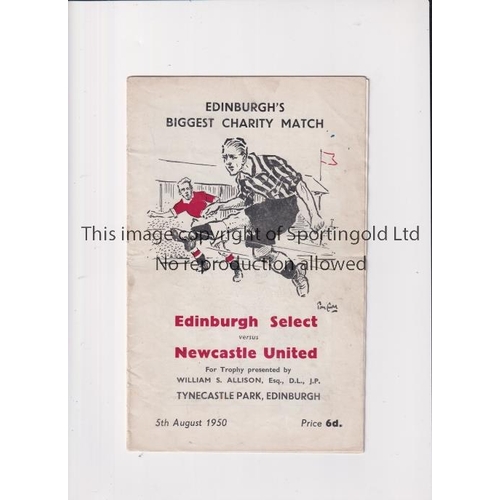 EDINBURGH'S
BIGGEST CHARITY MATCH
This image copyright of Sportingold Ltd
No reproduction allowed
Edinburgh Select
versus
Newcastle United
For Trophy presented by
WILLIAM S. ALLISON, Esq., D.L., J.P.
TYNECASTLE PARK, EDINBURGH
5th August 1950 Price 6d.